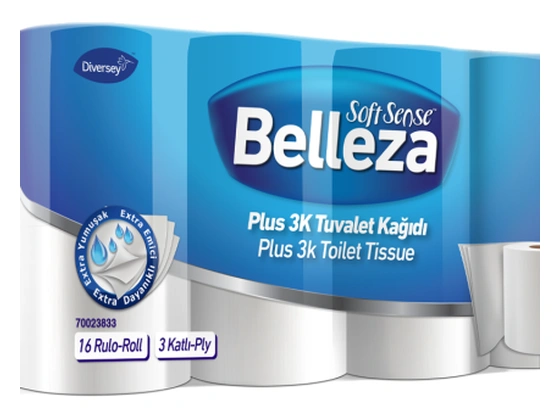 Diversey
Soft Sense™
Belleza
Plus 3K Tuvalet Kağıdı
Plus 3k Toilet Tissue
Extra Yumuşak
Extra Emici
Extra Dayanıklı
70023833
16 Rulo-Roll
3 Katlı-Ply